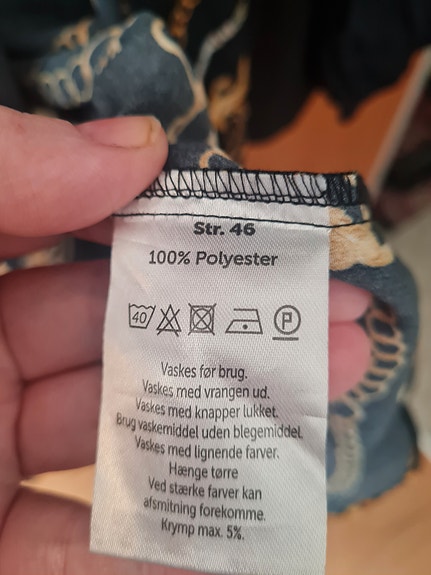 Str. 46
100% Polyester
40 P
Vaskes før brug.
Vaskes med vrangen ud.
Vaskes med knapper lukket.
Brug vaskemiddel uden blegemiddel.
Vaskes med lignende farver.
Hænge tørre
Ved stærke farver kan
afsmitning forekomme.
Krymp max. 5%.